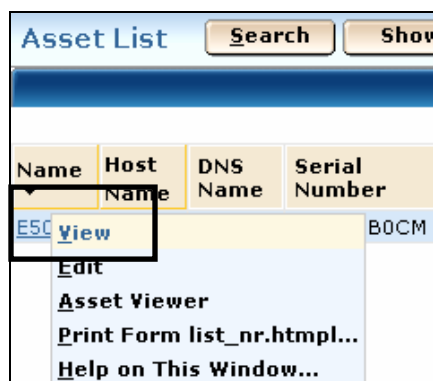 Asset List Search Show
Name Host Name DNS Name Serial Number
E50 View B0CM
Edit
Asset Viewer
Print Form list_nr.htmpl...
Help on This Window...